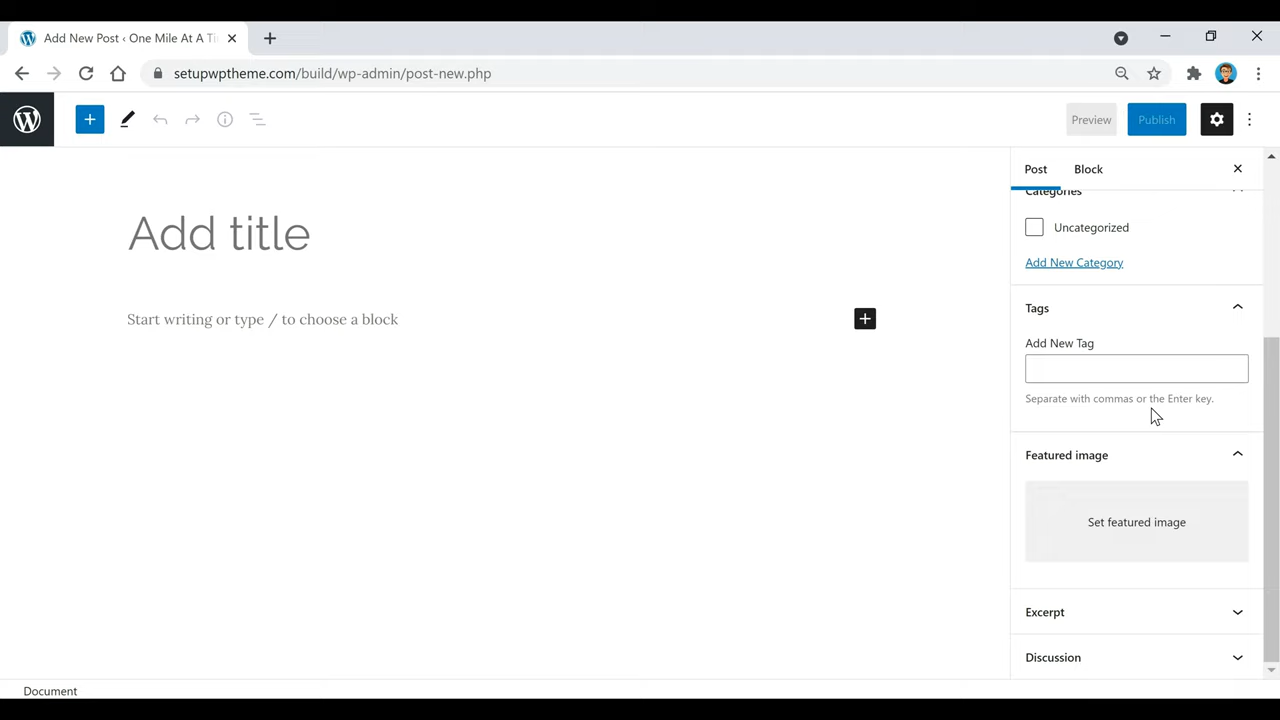 Add New Post ‹ One Mile At A Ti
setupwptheme.com/build/wp-admin/post-new.php
Preview
Publish
Post
Block
Categories
Add title
Uncategorized
Add New Category
Start writing or type / to choose a block
Tags
Add New Tag
Separate with commas or the Enter key.
Featured image
Set featured image
Excerpt
Discussion
Document